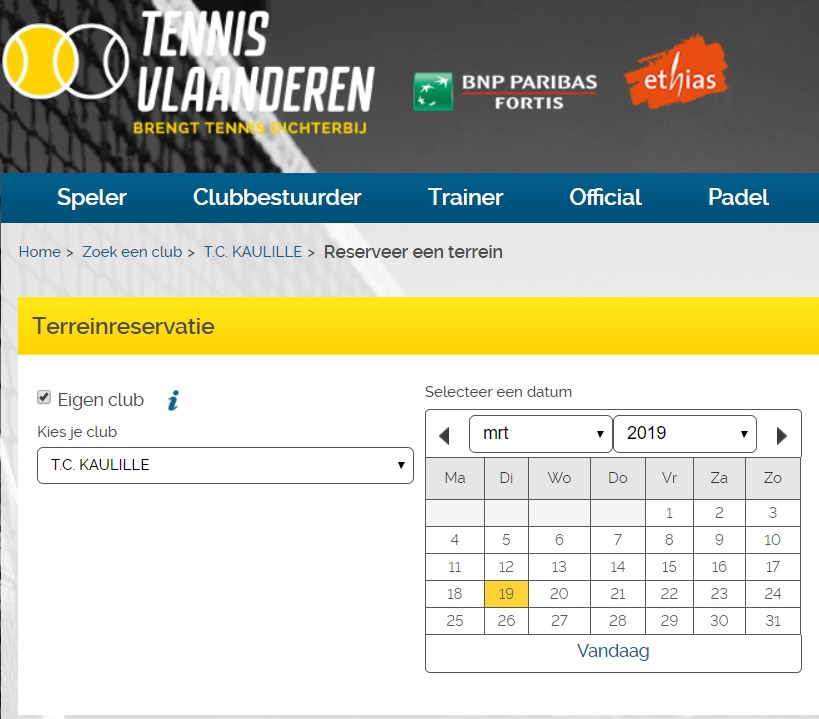 TENNIS
VLAANDEREN
BRENGT TENNIS DICHTERBIJ
BNP PARIBAS
FORTIS
ethias
Speler Clubbestuurder Trainer Official Padel
Home > Zoek een club > T.C. KAULILLE > Reserveer een terrein
Terreinreservatie
Eigen club i
Kies je club
T.C. KAULILLE
Selecteer een datum
mrt 2019
Ma Di Wo Do Vr Za Zo
1 2 3
4 5 6 7 8 9 10
11 12 13 14 15 16 17
18 19 20 21 22 23 24
25 26 27 28 29 30 31
Vandaag